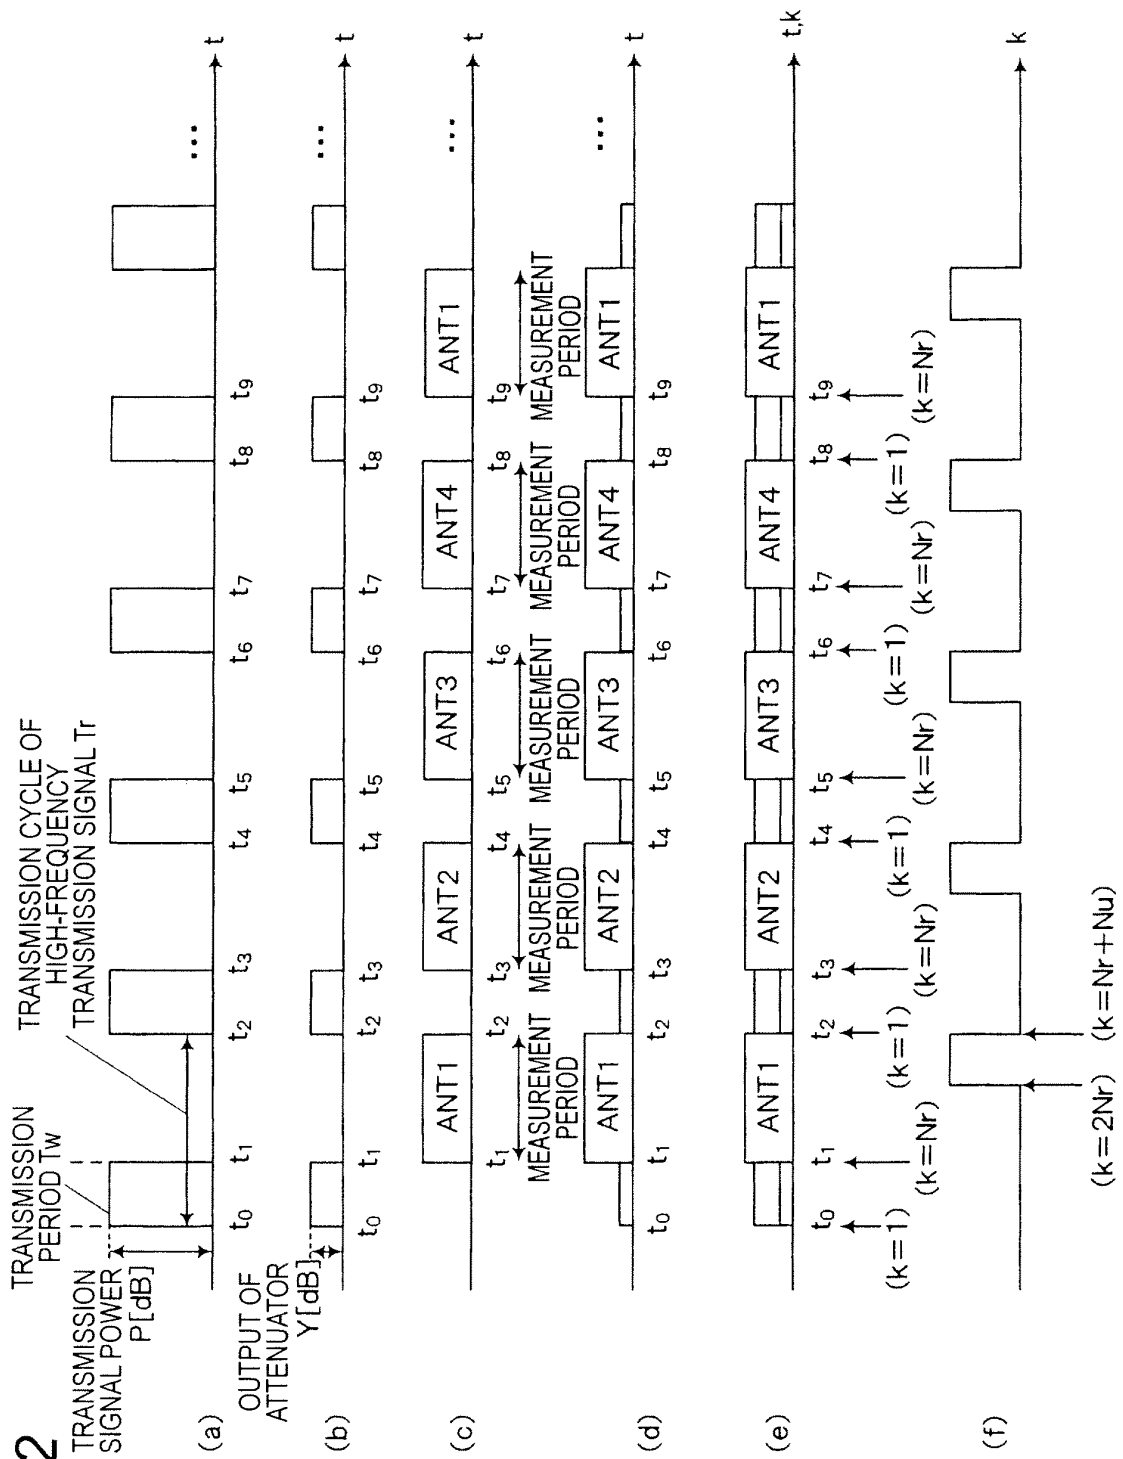 2
TRANSMISSION
PERIOD Tw
TRANSMISSION CYCLE OF
HIGH-FREQUENCY
TRANSMISSION SIGNAL Tr
TRANSMISSION
SIGNAL POWER
P[dB]
(a)
t0 t1 t2 t3 t4 t5 t6 t7 t8 t9 ... t
OUTPUT OF
ATTENUATOR
Y[dB]
(b)
t0 t1 t2 t3 t4 t5 t6 t7 t8 t9 ... t
(c)
ANT1 ANT2 ANT3 ANT4 ANT1 ... t
t1 t2 t3 t4 t5 t6 t7 t8 t9
MEASUREMENT PERIOD
MEASUREMENT PERIOD
MEASUREMENT PERIOD
MEASUREMENT PERIOD
MEASUREMENT PERIOD
(d)
ANT1 ANT2 ANT3 ANT4 ANT1 ... t
t0 t1 t2 t3 t4 t5 t6 t7 t8 t9
(e)
ANT1 ANT2 ANT3 ANT4 ANT1 t,k
t0 t1 t2 t3 t4 t5 t6 t7 t8 t9
(k=1) (k=1) (k=1) (k=1) (k=1)
(k=Nr) (k=Nr) (k=Nr) (k=Nr) (k=Nr)
(f)
k
(k=2Nr) (k=Nr+Nu)